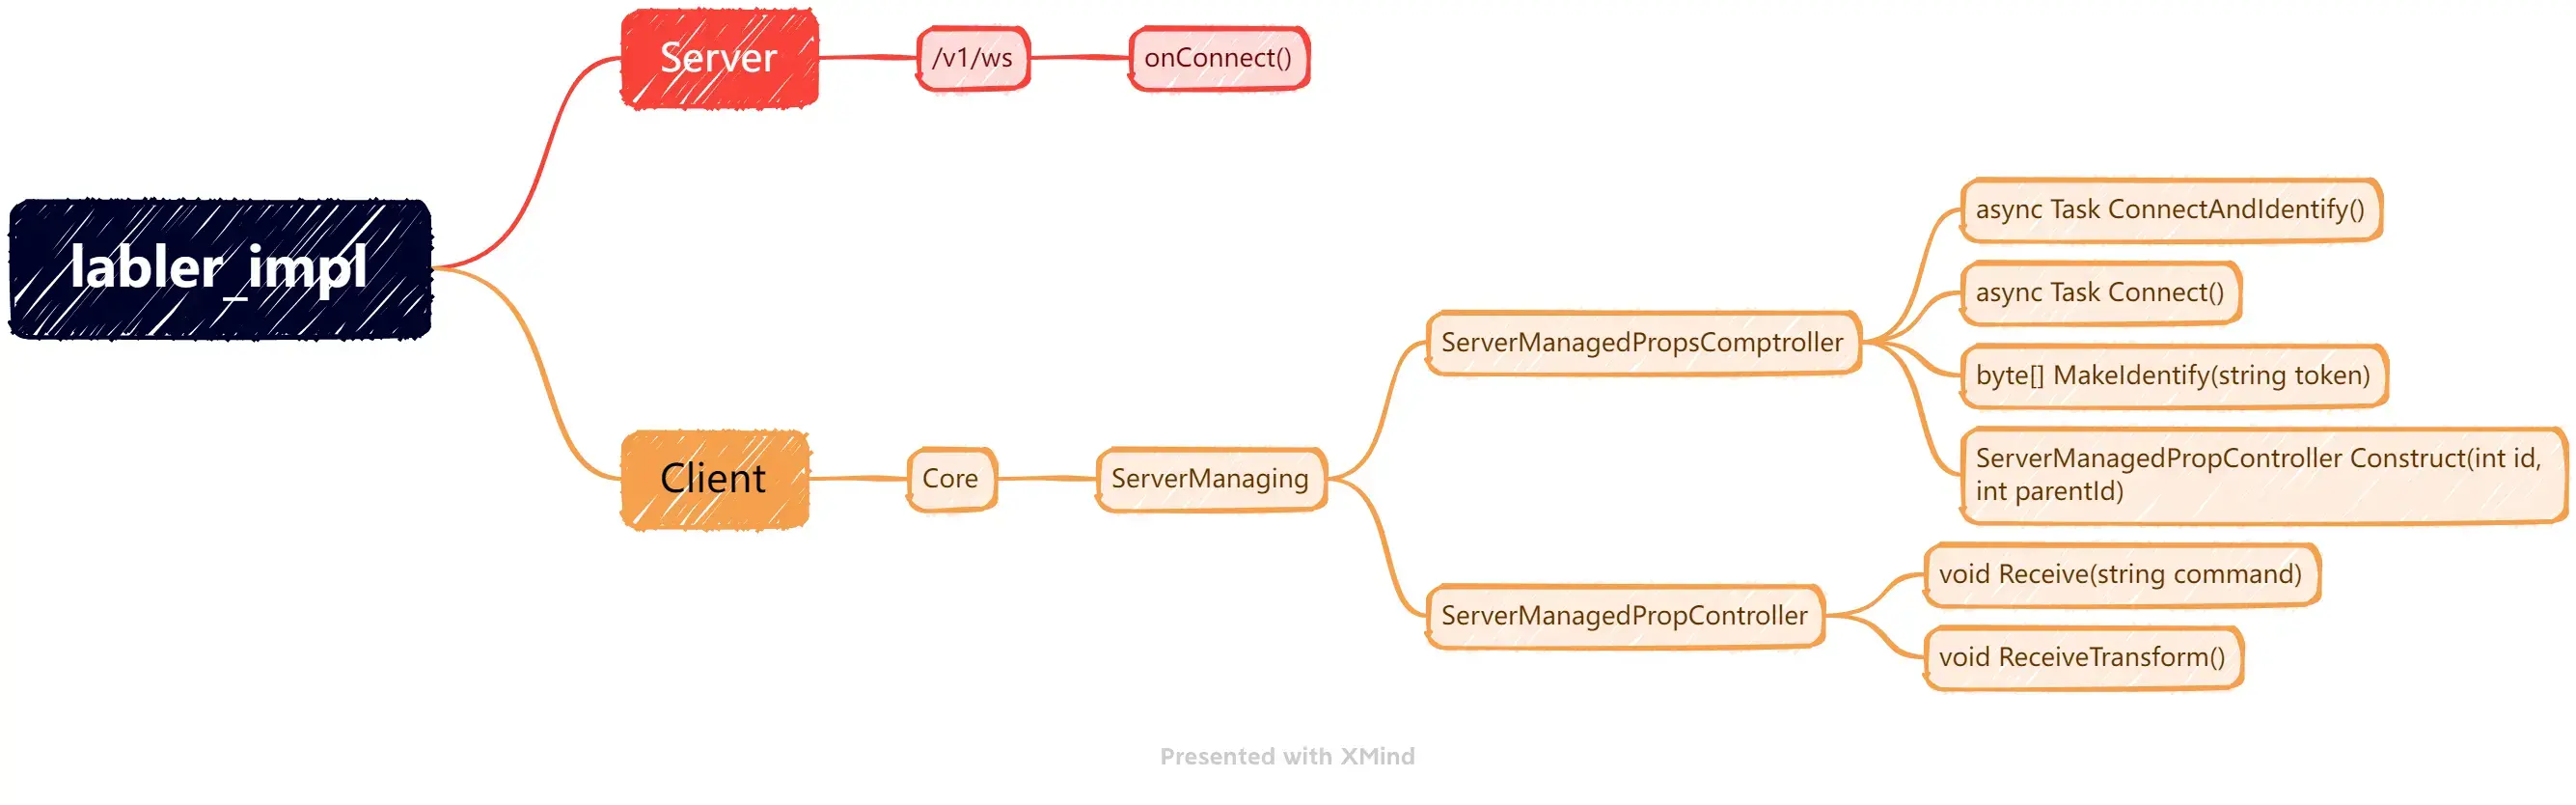 labler_impl
Server
/v1/ws
onConnect()
Client
Core
ServerManaging
ServerManagedPropsComptroller
async Task ConnectAndIdentify()
async Task Connect()
byte[] MakeIdentify(string token)
ServerManagedPropController Construct(int id,
int parentId)
ServerManagedPropController
void Receive(string command)
void ReceiveTransform()
Presented with XMind